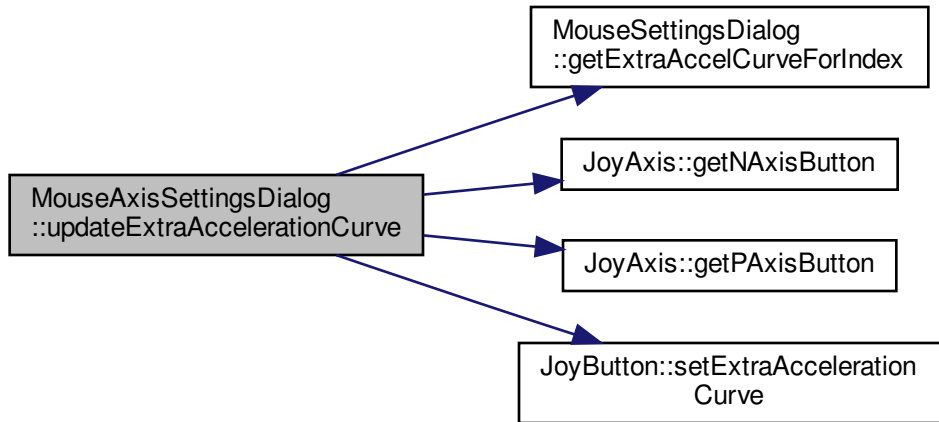 MouseSettingsDialog
::getExtraAccelCurveForIndex
JoyAxis::getNAxisButton
MouseAxisSettingsDialog
::updateExtraAccelerationCurve
JoyAxis::getPAxisButton
JoyButton::setExtraAcceleration
Curve